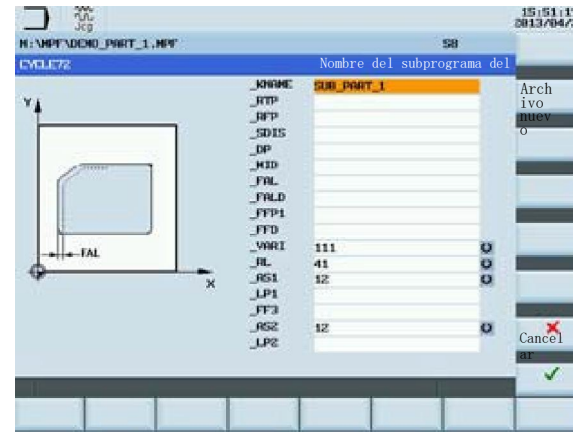 Jog
15:51:1
2013/04/
N:\MPF\DEMO_PART_1.MPF
S8
CYCLE72
Nombre del subprograma del
_KNAME SUB_PART_1
_RTP
_RFP
_SDIS
_DP
_MID
_FAL
_FALD
_FFP1
_FFD
_VARI 111
_RL 41
_AS1 12
_LP1
_FF3
_AS2 12
_LP2
Y
FAL
X
Arch
ivo
nuev
o
Cancel
ar